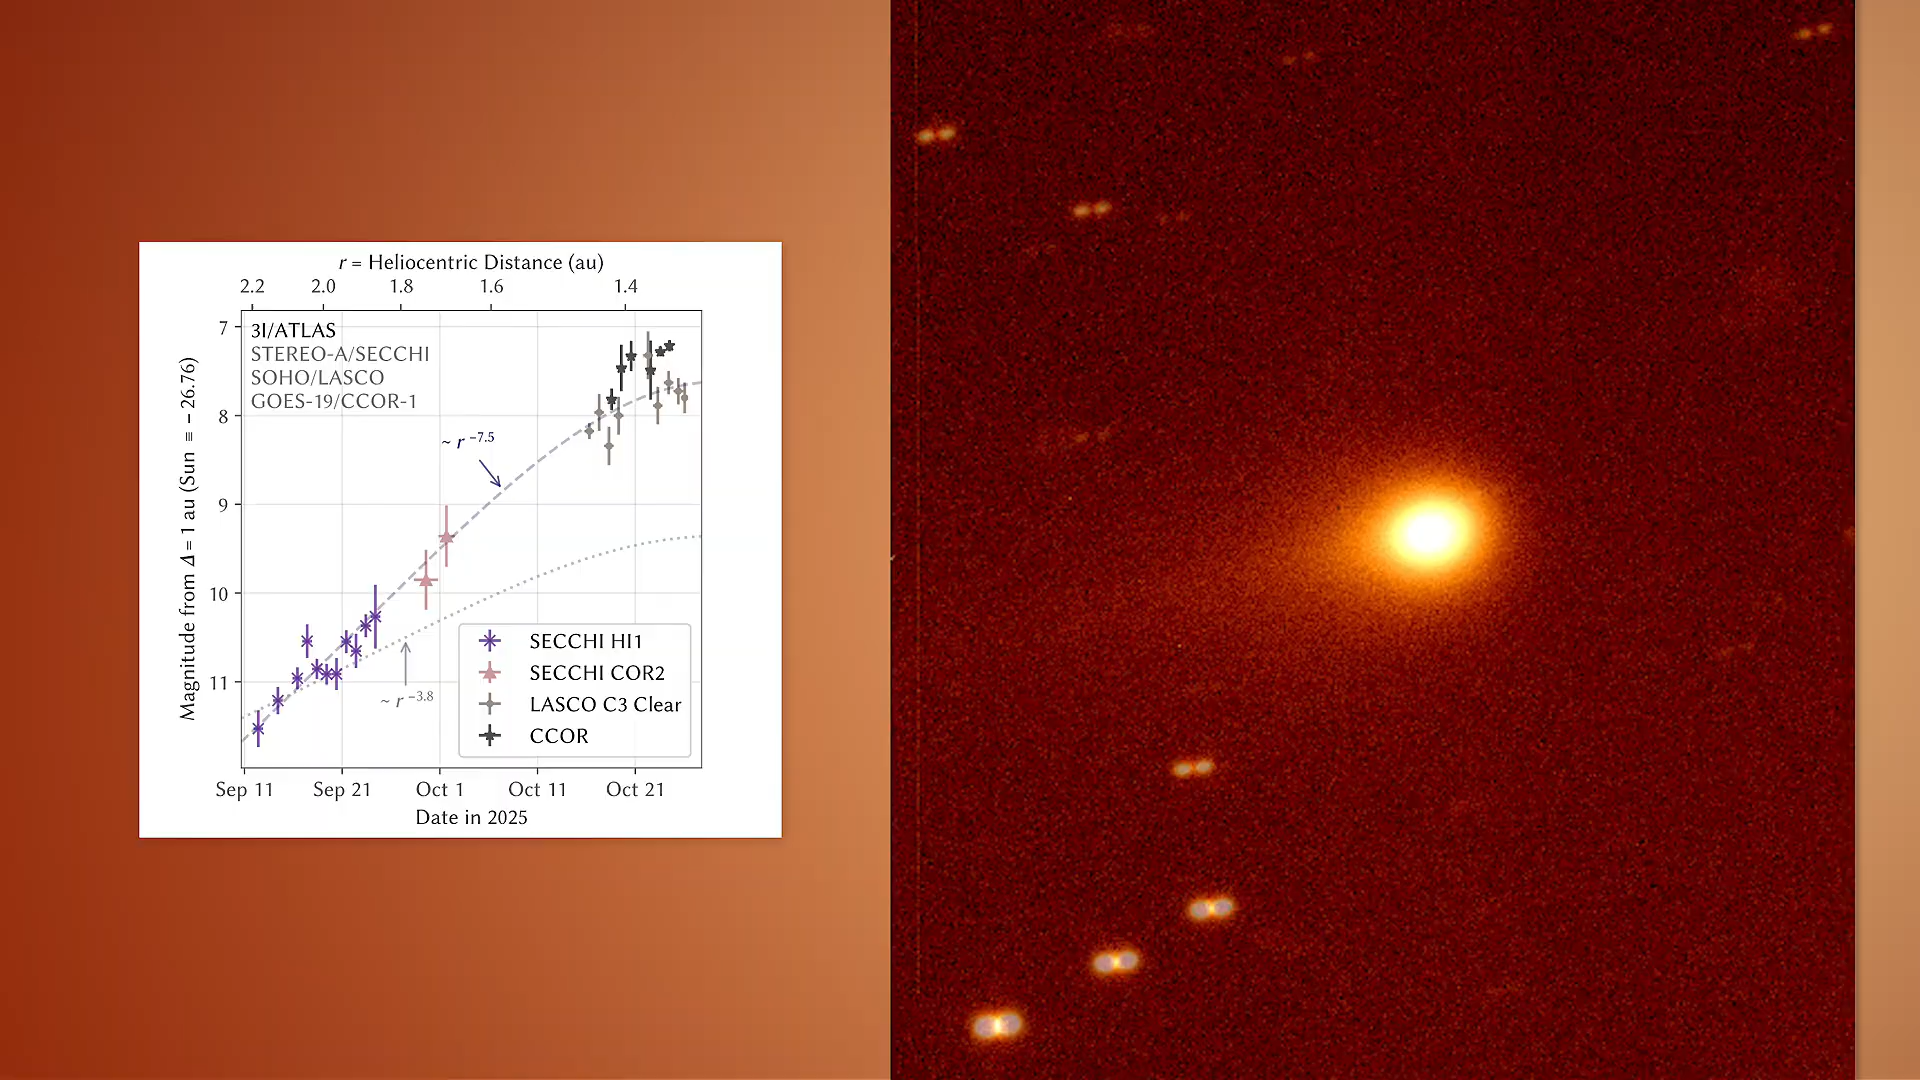 r = Heliocentric Distance (au)
2.2 2.0 1.8 1.6 1.4
3I/ATLAS
STEREO-A/SECCHI
SOHO/LASCO
GOES-19/CCOR-1
Magnitude from Δ = 1 au (Sun ≡ − 26.76)
7
8
9
10
11
~ r −7.5
~ r −3.8
SECCHI HI1
SECCHI COR2
LASCO C3 Clear
CCOR
Sep 11 Sep 21 Oct 1 Oct 11 Oct 21
Date in 2025